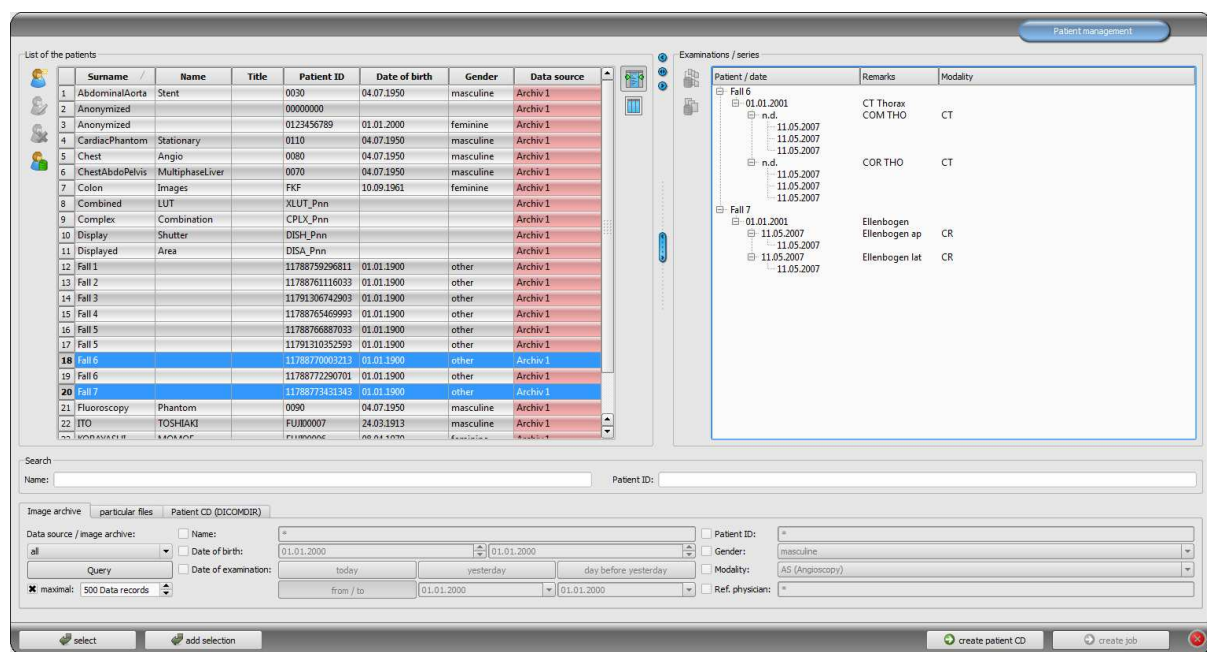 Patient management
List of the patients
Surname Name Title Patient ID Date of birth Gender Data source
1 AbdominalAorta Stent 0030 04.07.1950 masculine Archiv 1
2 Anonymized 00000000 Archiv 1
3 Anonymized 0123456789 01.01.2000 feminine Archiv 1
4 CardiacPhantom Stationary 0110 04.07.1950 masculine Archiv 1
5 Chest Angio 0080 04.07.1950 masculine Archiv 1
6 ChestAbdoPelvis MultiphaseLiver 0070 04.07.1950 masculine Archiv 1
7 Colon Images FKF 10.09.1961 feminine Archiv 1
8 Combined LUT XLUT_Pnn Archiv 1
9 Complex Combination CPLX_Pnn Archiv 1
10 Display Shutter DISH_Pnn Archiv 1
11 Displayed Area DISA_Pnn Archiv 1
12 Fall 1 11788759296811 01.01.1900 other Archiv 1
13 Fall 2 11788761116033 01.01.1900 other Archiv 1
14 Fall 3 11791306742903 01.01.1900 other Archiv 1
15 Fall 4 11788765469993 01.01.1900 other Archiv 1
16 Fall 5 11788766887033 01.01.1900 other Archiv 1
17 Fall 5 11791310352593 01.01.1900 other Archiv 1
18 Fall 6 11788770003213 01.01.1900 other Archiv 1
19 Fall 6 11788772290701 01.01.1900 other Archiv 1
20 Fall 7 11788773431343 01.01.1900 other Archiv 1
21 Fluoroscopy Phantom 0090 04.07.1950 masculine Archiv 1
22 ITO TOSHIAKI FUJI00007 24.03.1913 masculine Archiv 1
Examinations / series
Patient / date Remarks Modality
Fall 6
01.01.2001 CT Thorax
n.d. COM THO CT
11.05.2007
11.05.2007
11.05.2007
n.d. COR THO CT
11.05.2007
11.05.2007
11.05.2007
Fall 7
01.01.2001 Ellenbogen
11.05.2007 Ellenbogen ap CR
11.05.2007
11.05.2007 Ellenbogen lat CR
11.05.2007
Search
Name: Patient ID:
Image archive particular files Patient CD (DICOMDIR)
Data source / image archive: Name: * Patient ID: *
all Date of birth: 01.01.2000 01.01.2000 Gender: masculine
Query Date of examination: today yesterday day before yesterday Modality: AS (Angioscopy)
maximal: 500 Data records from / to 01.01.2000 01.01.2000 Ref. physician: *
select add selection create patient CD create job